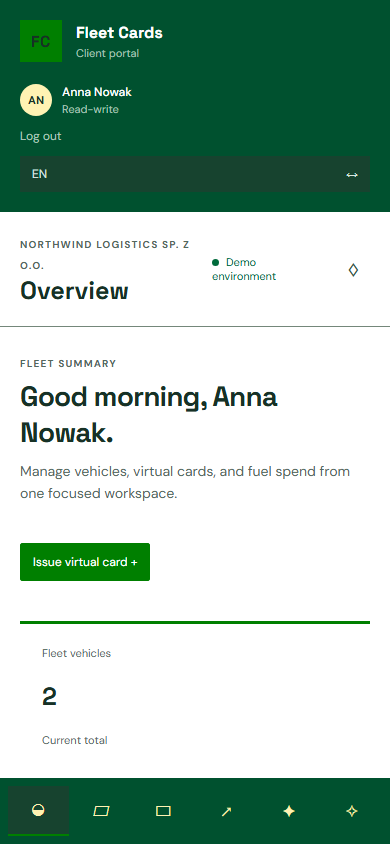 FC
Fleet Cards
Client portal
AN
Anna Nowak
Read-write
Log out
EN
NORTHWIND LOGISTICS SP. Z
O.O.
Overview
Demo
environment
FLEET SUMMARY
Good morning, Anna
Nowak.
Manage vehicles, virtual cards, and fuel spend from
one focused workspace.
Issue virtual card +
Fleet vehicles
2
Current total